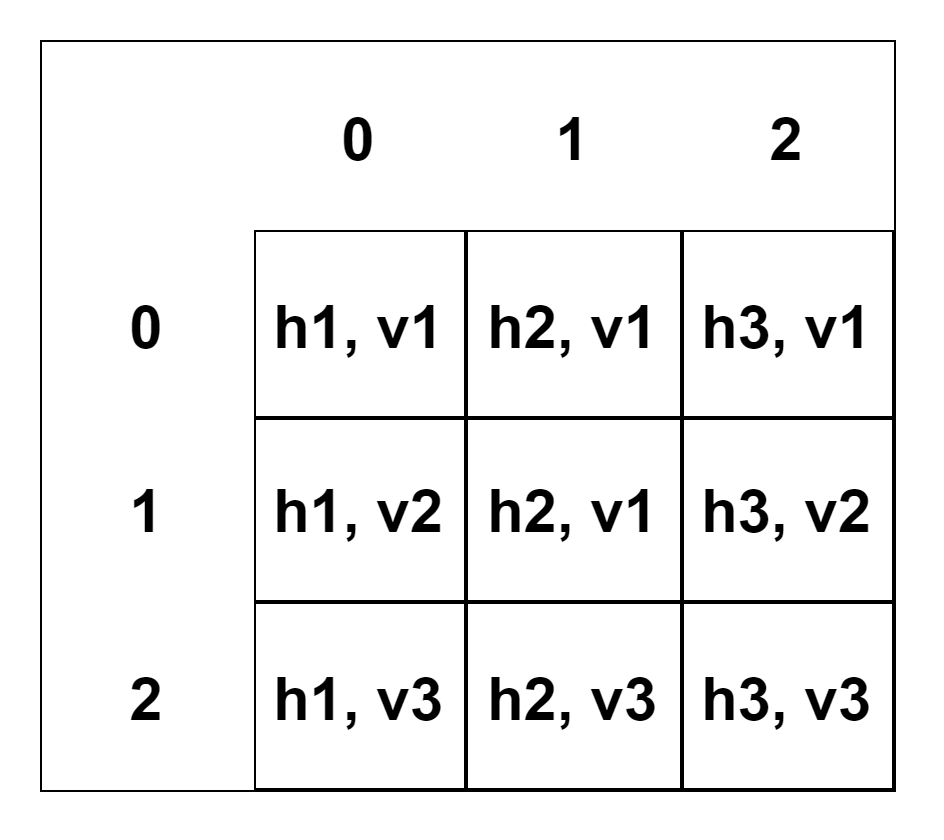 0 1 2
0 h1, v1 h2, v1 h3, v1
1 h1, v2 h2, v1 h3, v2
2 h1, v3 h2, v3 h3, v3